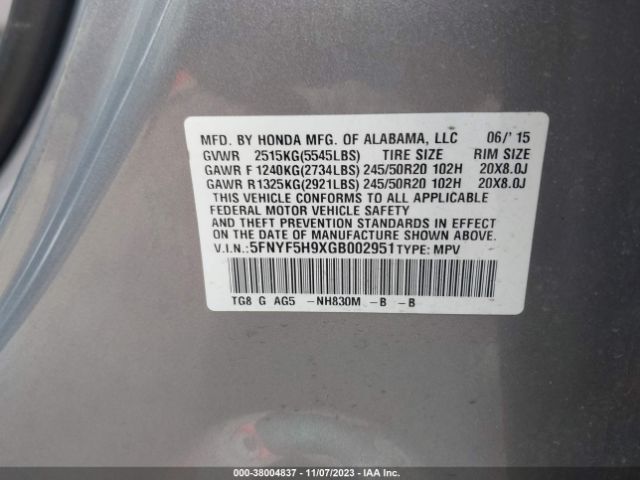 MFD. BY HONDA MFG. OF ALABAMA, LLC 06/'15
GVWR 2515KG(5545LBS) TIRE SIZE RIM SIZE
GAWR F 1240KG(2734LBS) 245/50R20 102H 20X8.0J
GAWR R 1325KG(2921LBS) 245/50R20 102H 20X8.0J
THIS VEHICLE CONFORMS TO ALL APPLICABLE
FEDERAL MOTOR VEHICLE SAFETY
AND THEFT PREVENTION STANDARDS IN EFFECT
ON THE DATE OF MANUFACTURE SHOWN ABOVE.
V.I.N.: 5FNYF5H9XGB002951 TYPE: MPV
TG8 G AG5 -NH830M -B -B
000-38004837 - 11/07/2023 - IAA Inc.